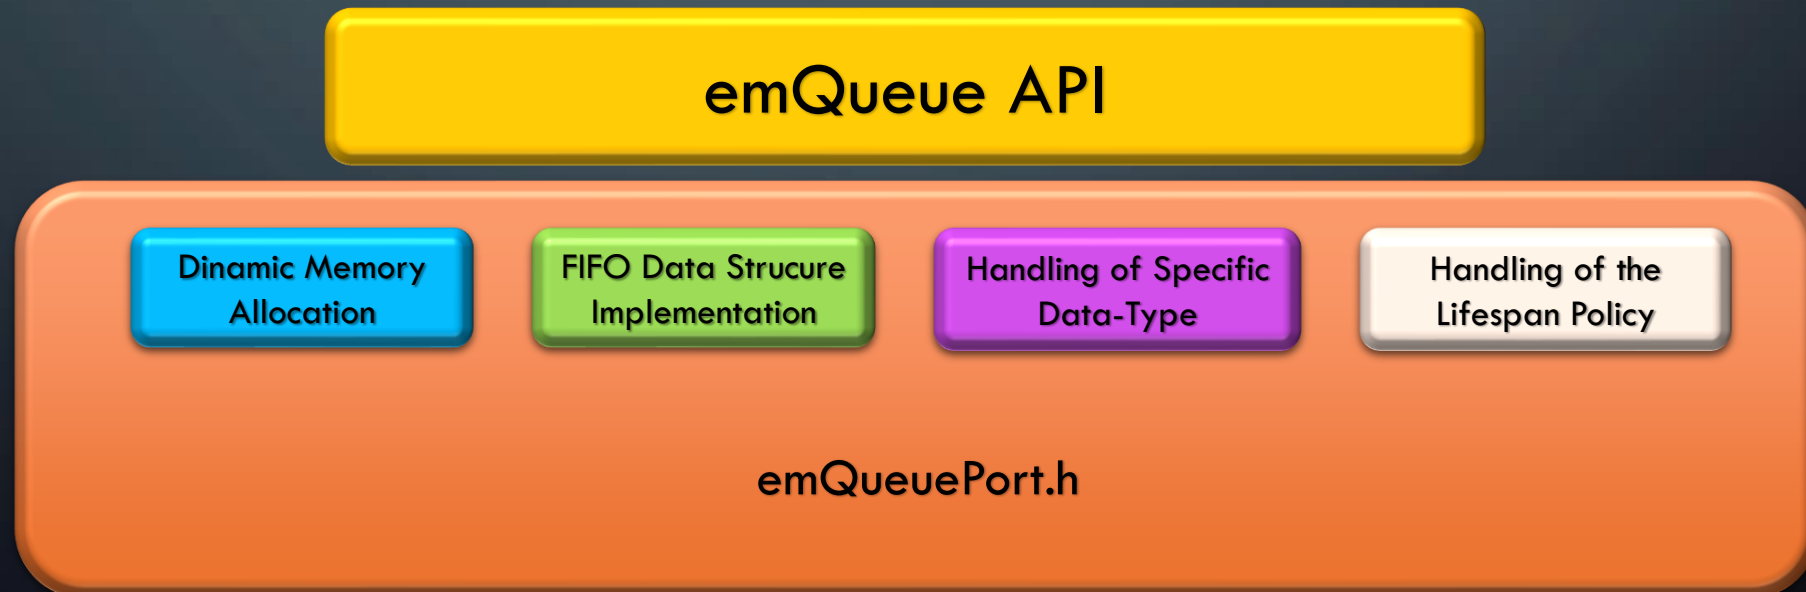 emQueue API
Dinamic Memory
Allocation
FIFO Data Strucure
Implementation
Handling of Specific
Data-Type
Handling of the
Lifespan Policy
emQueuePort.h